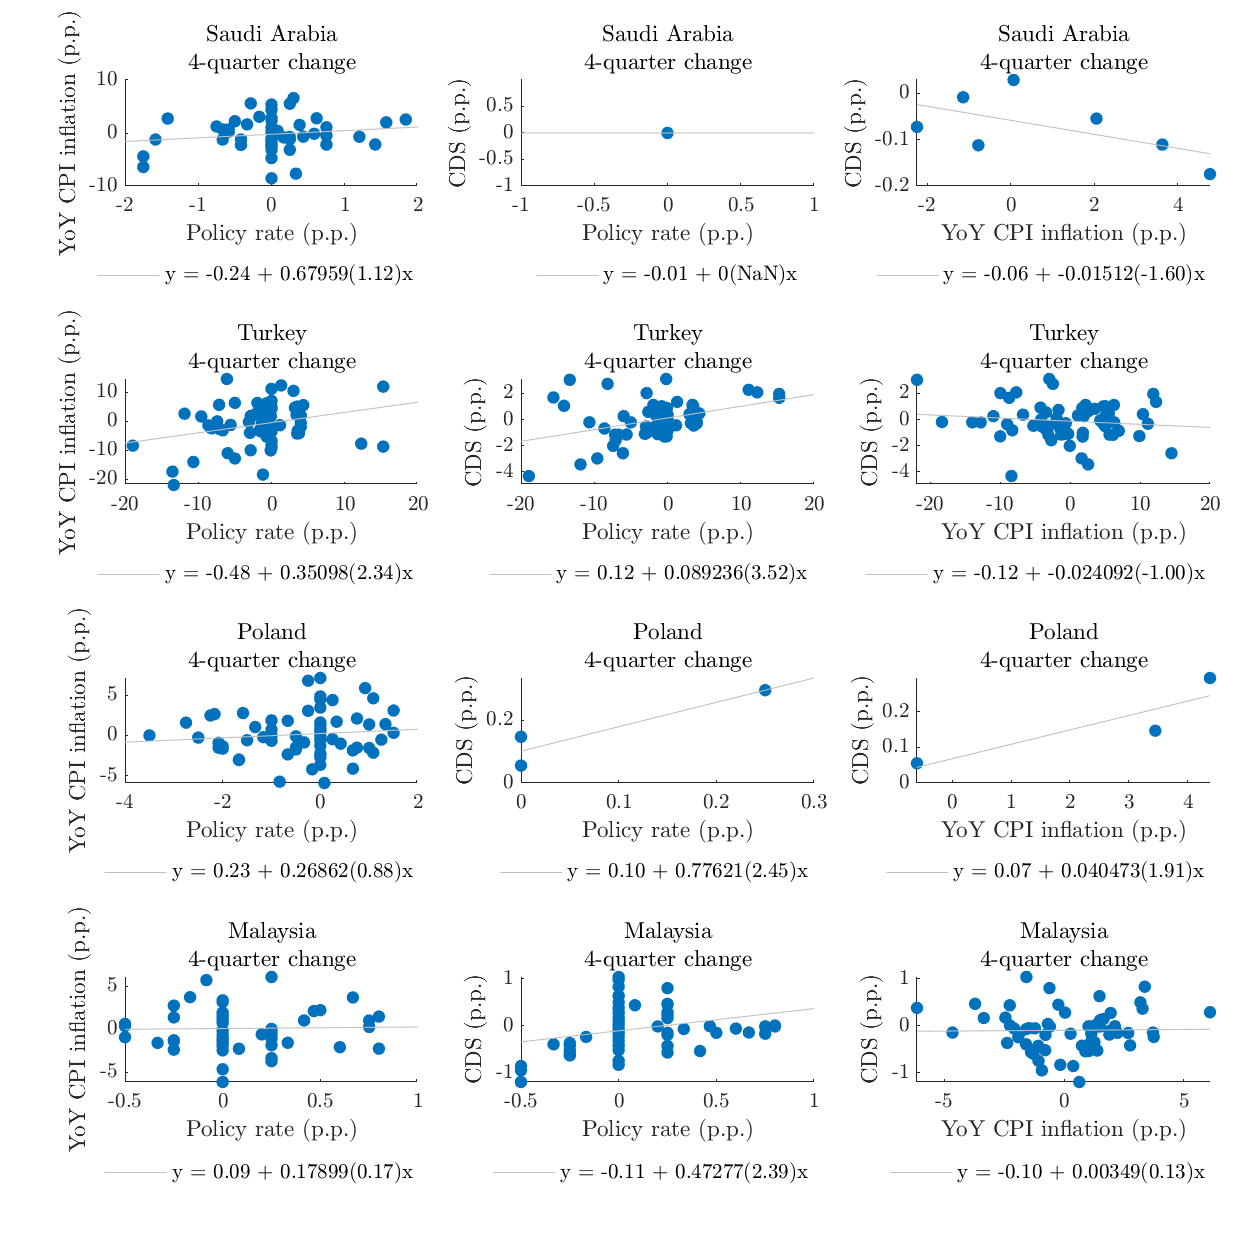 Saudi Arabia
4-quarter change
YoY CPI inflation (p.p.)
10
0
-10
-2
-1
0
1
2
Policy rate (p.p.)
y = -0.24 + 0.67959(1.12)x
Saudi Arabia
4-quarter change
CDS (p.p.)
0.5
0
-0.5
-1
-1
-0.5
0
0.5
1
Policy rate (p.p.)
y = -0.01 + 0(NaN)x
Saudi Arabia
4-quarter change
CDS (p.p.)
0
-0.1
-0.2
-2
0
2
4
YoY CPI inflation (p.p.)
y = -0.06 + -0.01512(-1.60)x
Turkey
4-quarter change
YoY CPI inflation (p.p.)
10
0
-10
-20
-20
-10
0
10
20
Policy rate (p.p.)
y = -0.48 + 0.35098(2.34)x
Turkey
4-quarter change
CDS (p.p.)
2
0
-2
-4
-20
-10
0
10
20
Policy rate (p.p.)
y = 0.12 + 0.089236(3.52)x
Turkey
4-quarter change
CDS (p.p.)
2
0
-2
-4
-20
-10
0
10
20
YoY CPI inflation (p.p.)
y = -0.12 + -0.024092(-1.00)x
Poland
4-quarter change
YoY CPI inflation (p.p.)
5
0
-5
-4
-2
0
2
Policy rate (p.p.)
y = 0.23 + 0.26862(0.88)x
Poland
4-quarter change
CDS (p.p.)
0.2
0
0
0.1
0.2
0.3
Policy rate (p.p.)
y = 0.10 + 0.77621(2.45)x
Poland
4-quarter change
CDS (p.p.)
0.2
0.1
0
0
1
2
3
4
YoY CPI inflation (p.p.)
y = 0.07 + 0.040473(1.91)x
Malaysia
4-quarter change
YoY CPI inflation (p.p.)
5
0
-5
-0.5
0
0.5
1
Policy rate (p.p.)
y = 0.09 + 0.17899(0.17)x
Malaysia
4-quarter change
CDS (p.p.)
1
0
-1
-0.5
0
0.5
1
Policy rate (p.p.)
y = -0.11 + 0.47277(2.39)x
Malaysia
4-quarter change
CDS (p.p.)
1
0
-1
-5
0
5
YoY CPI inflation (p.p.)
y = -0.10 + 0.00349(0.13)x